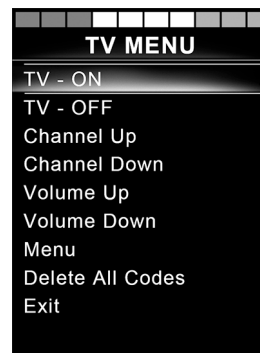 TV MENU
TV - ON
TV - OFF
Channel Up
Channel Down
Volume Up
Volume Down
Menu
Delete All Codes
Exit